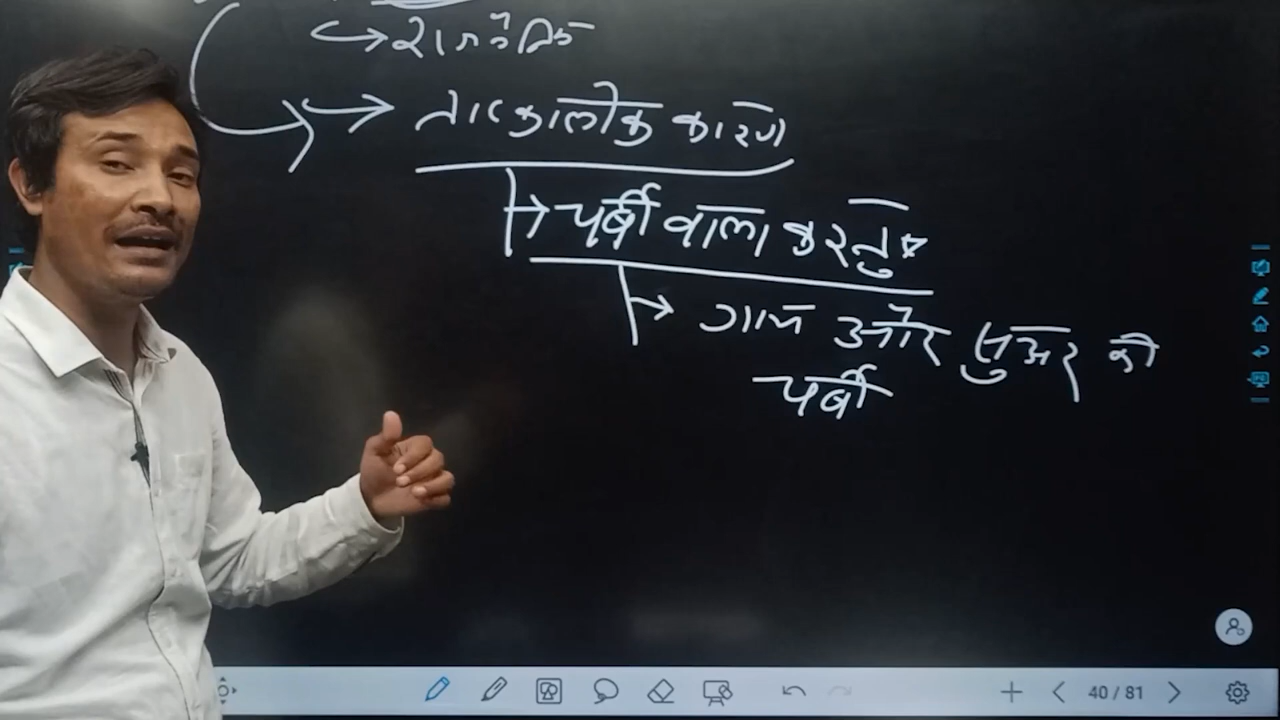 → राजनैतिक
→ तात्कालीक कारण
→ चर्बी वाला कारतुस
→ गाय और सुअर की
चर्बी
40 / 81